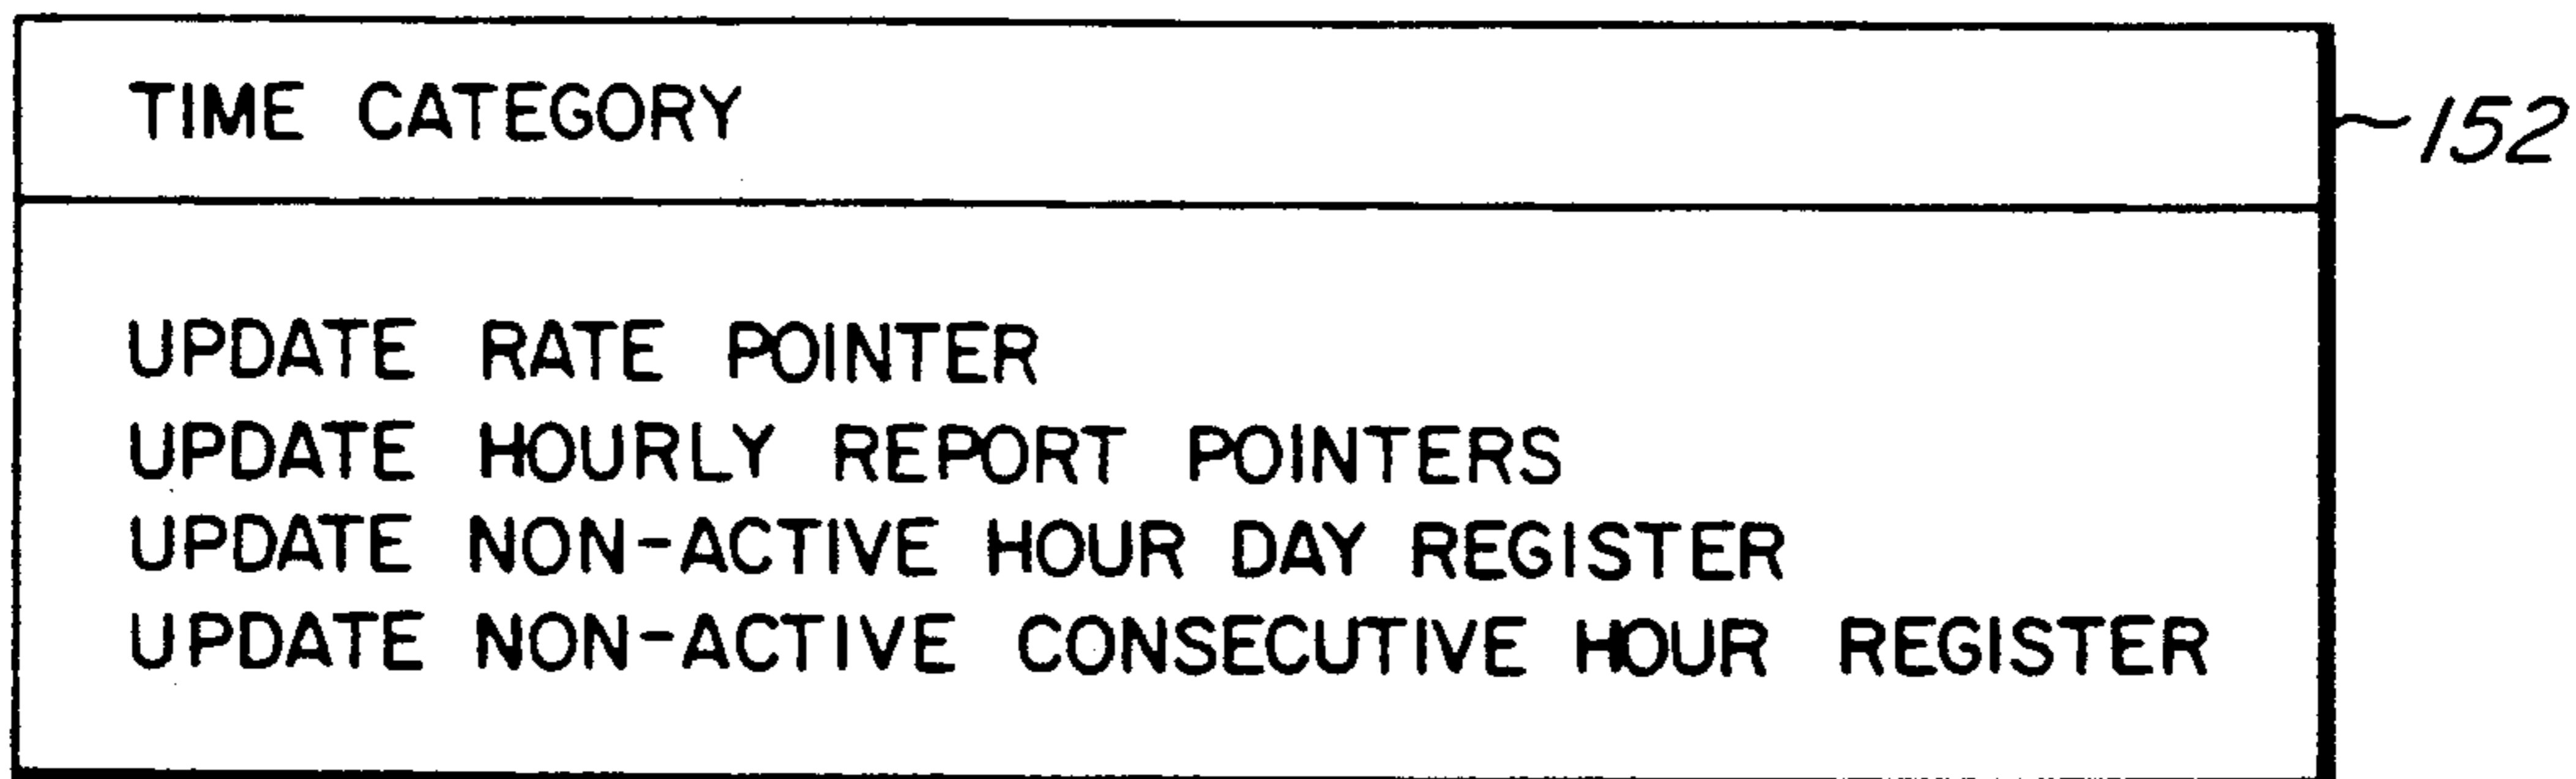 TIME CATEGORY
152
UPDATE RATE POINTER
UPDATE HOURLY REPORT POINTERS
UPDATE NON-ACTIVE HOUR DAY REGISTER
UPDATE NON-ACTIVE CONSECUTIVE HOUR REGISTER